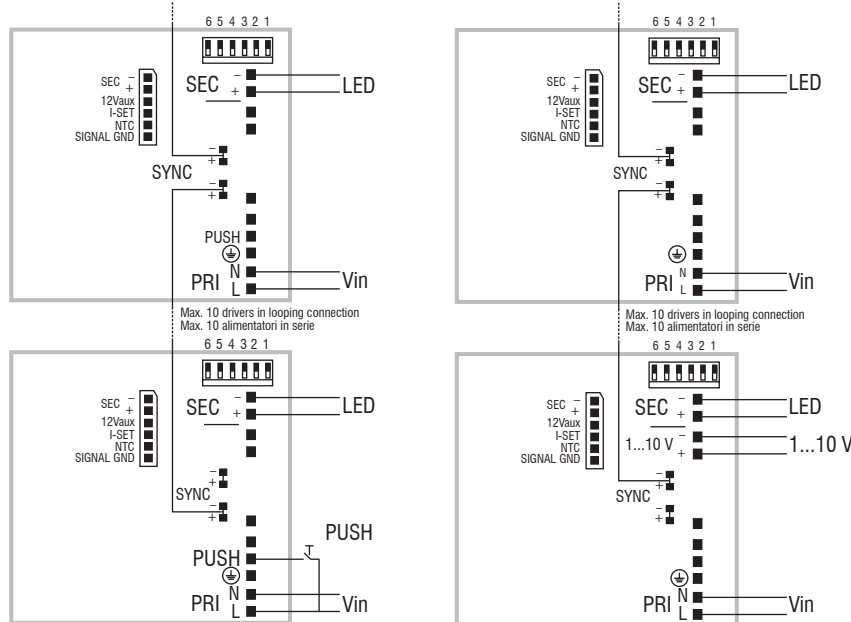 6 5 4 3 2 1
SEC –
+
12Vaux
I-SET
NTC
SIGNAL GND
SEC –
+
LED
–
+
SYNC
–
+
PUSH
N
PRI
L
Vin
Max. 10 drivers in looping connection
Max. 10 alimentatori in serie
6 5 4 3 2 1
SEC –
+
12Vaux
I-SET
NTC
SIGNAL GND
SEC –
+
LED
–
+
SYNC
–
+
PUSH
PUSH
N
PRI
L
Vin
6 5 4 3 2 1
SEC –
+
12Vaux
I-SET
NTC
SIGNAL GND
SEC –
+
LED
–
+
SYNC
–
+
N
PRI
L
Vin
Max. 10 drivers in looping connection
Max. 10 alimentatori in serie
6 5 4 3 2 1
SEC –
+
12Vaux
I-SET
NTC
SIGNAL GND
SEC –
+
LED
1...10 V –
+
1...10 V
–
+
SYNC
–
+
N
PRI
L
Vin